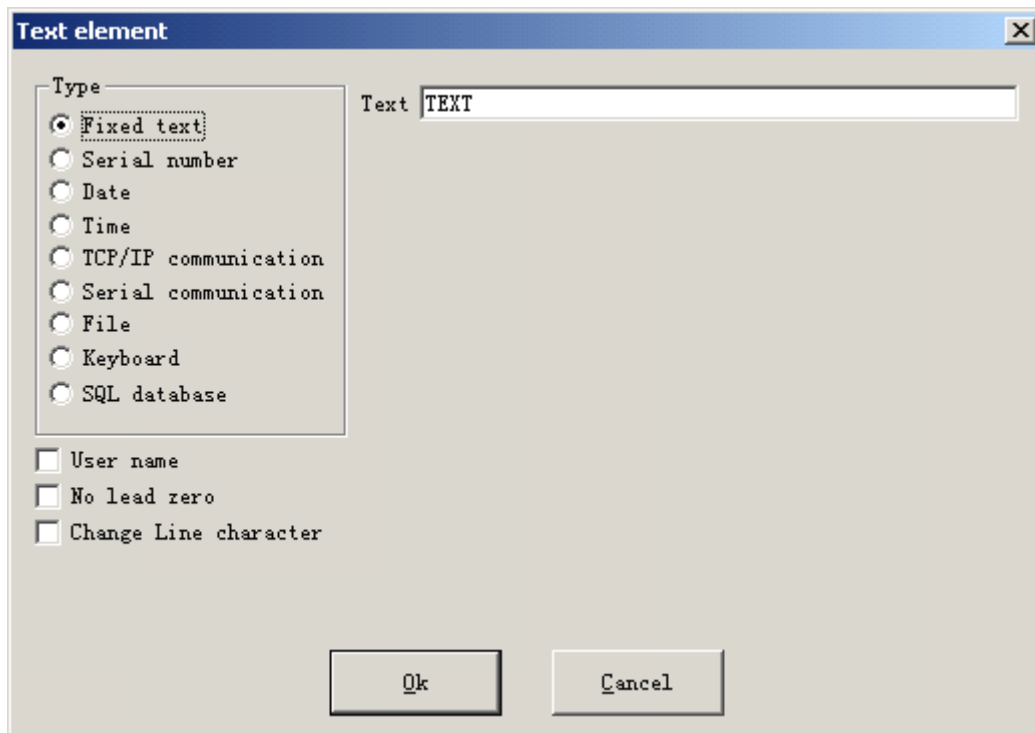 Text element
Type
Text TEXT
Fixed text
Serial number
Date
Time
TCP/IP communication
Serial communication
File
Keyboard
SQL database
User name
No lead zero
Change Line character
Ok Cancel